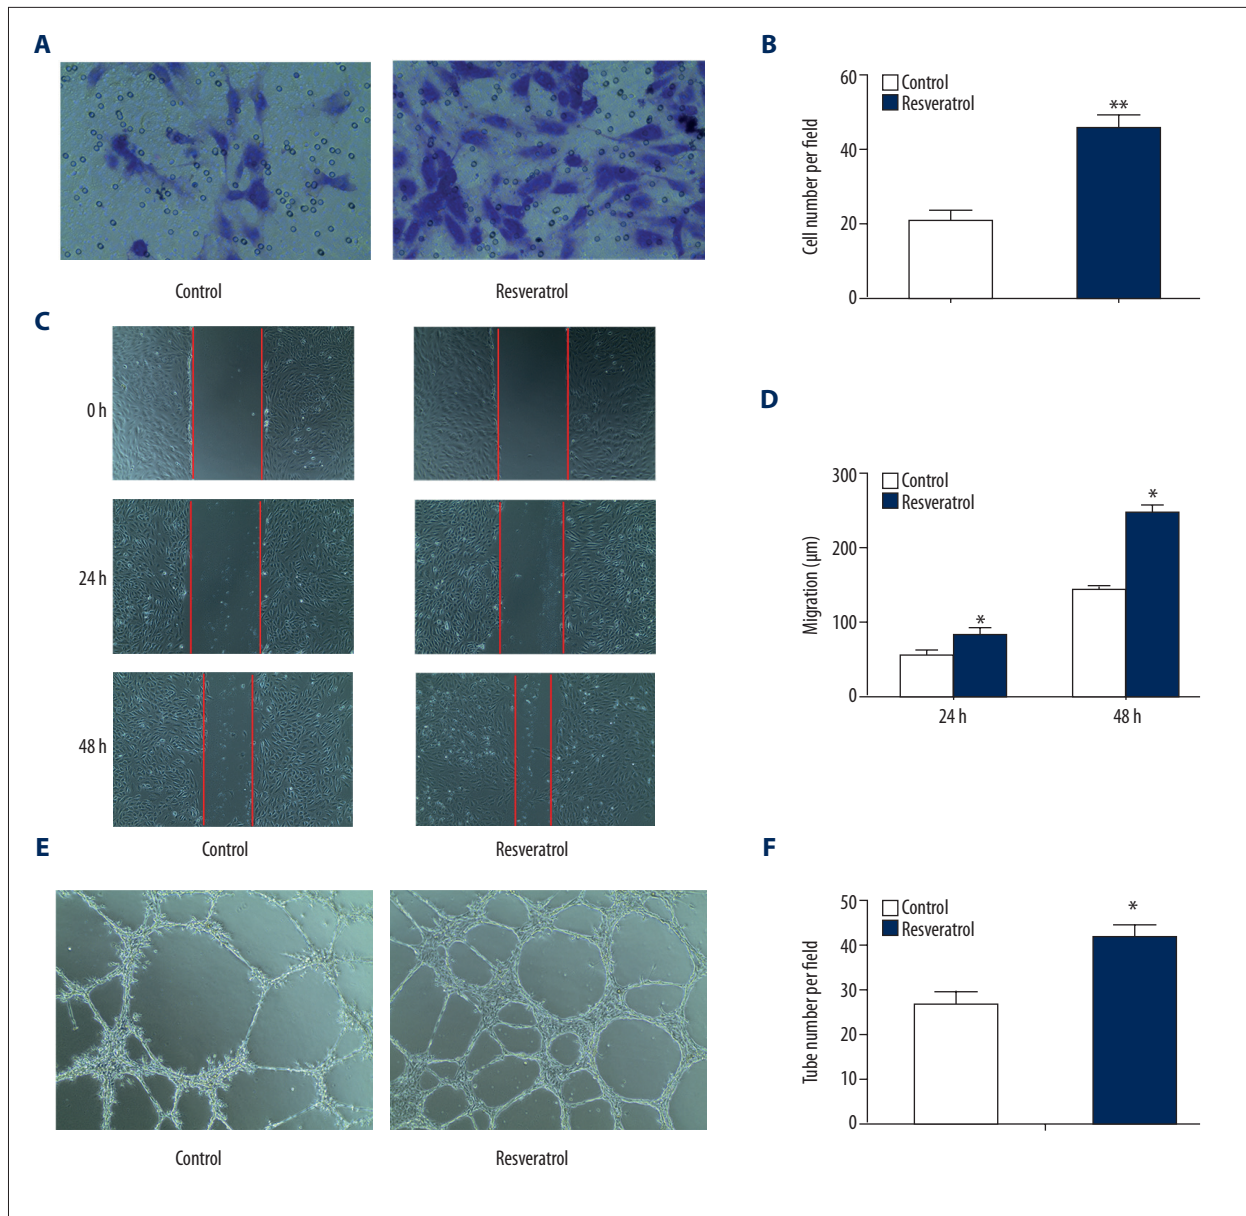 A
Control
Resveratrol
B
Cell number per field
60
40
20
0
Control
Resveratrol
**
C
0 h
24 h
48 h
Control
Resveratrol
D
Migration (µm)
300
200
100
0
Control
Resveratrol
*
*
24 h
48 h
E
Control
Resveratrol
F
Tube number per field
50
40
30
20
10
0
Control
Resveratrol
*